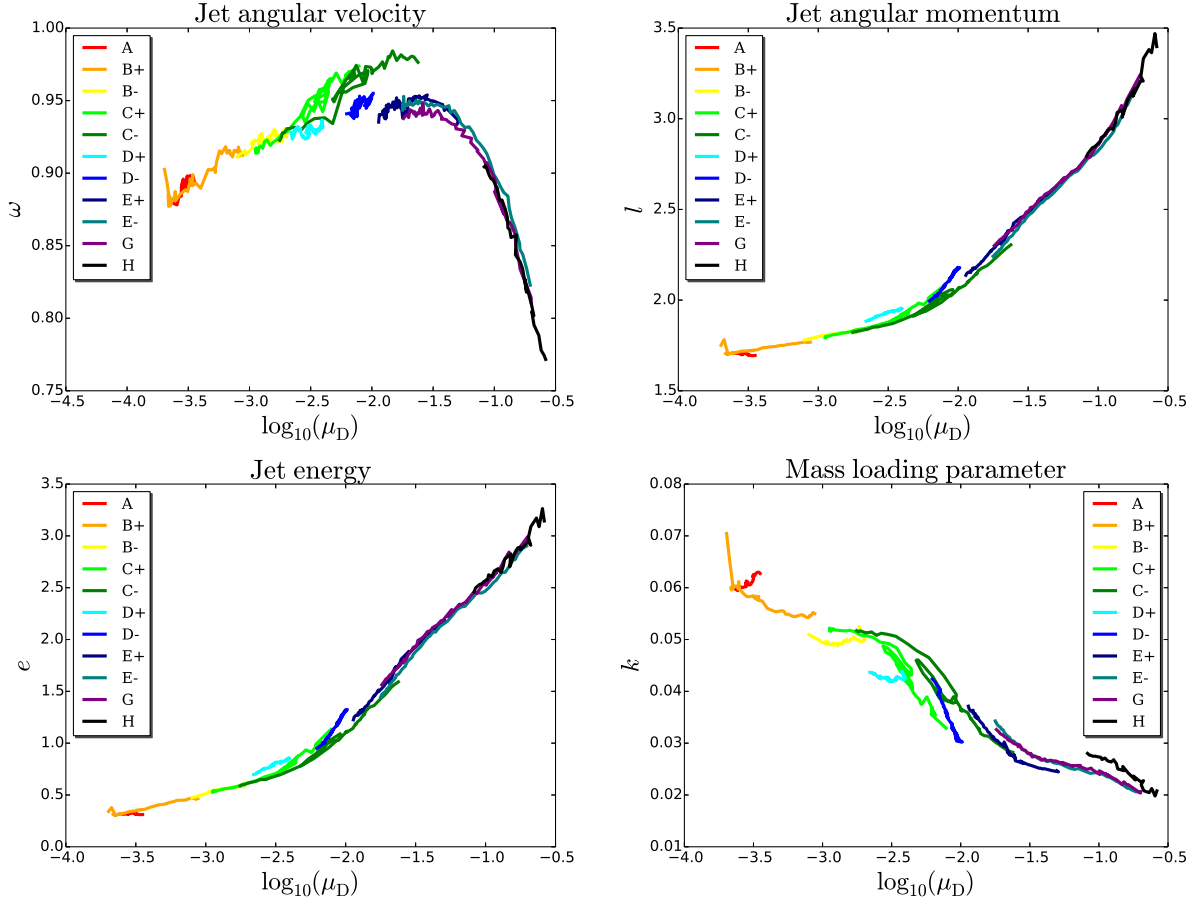 Jet angular velocity
1.00
0.95
0.90
0.85
0.80
0.75
ω
A
B+
B-
C+
C-
D+
D-
E+
E-
G
H
−4.5 −4.0 −3.5 −3.0 −2.5 −2.0 −1.5 −1.0 −0.5
log10(μD)
Jet angular momentum
3.5
3.0
2.5
2.0
1.5
l
A
B+
B-
C+
C-
D+
D-
E+
E-
G
H
−4.0 −3.5 −3.0 −2.5 −2.0 −1.5 −1.0 −0.5
log10(μD)
Jet energy
3.5
3.0
2.5
2.0
1.5
1.0
0.5
0.0
e
A
B+
B-
C+
C-
D+
D-
E+
E-
G
H
−4.0 −3.5 −3.0 −2.5 −2.0 −1.5 −1.0 −0.5
log10(μD)
Mass loading parameter
0.08
0.07
0.06
0.05
0.04
0.03
0.02
0.01
k
A
B+
B-
C+
C-
D+
D-
E+
E-
G
H
−4.0 −3.5 −3.0 −2.5 −2.0 −1.5 −1.0 −0.5
log10(μD)